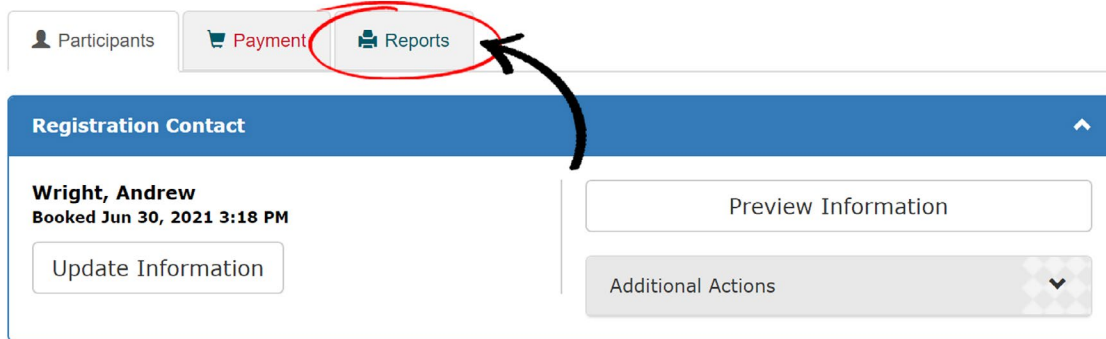 Participants Payment Reports
Registration Contact
Wright, Andrew
Booked Jun 30, 2021 3:18 PM
Update Information
Preview Information
Additional Actions